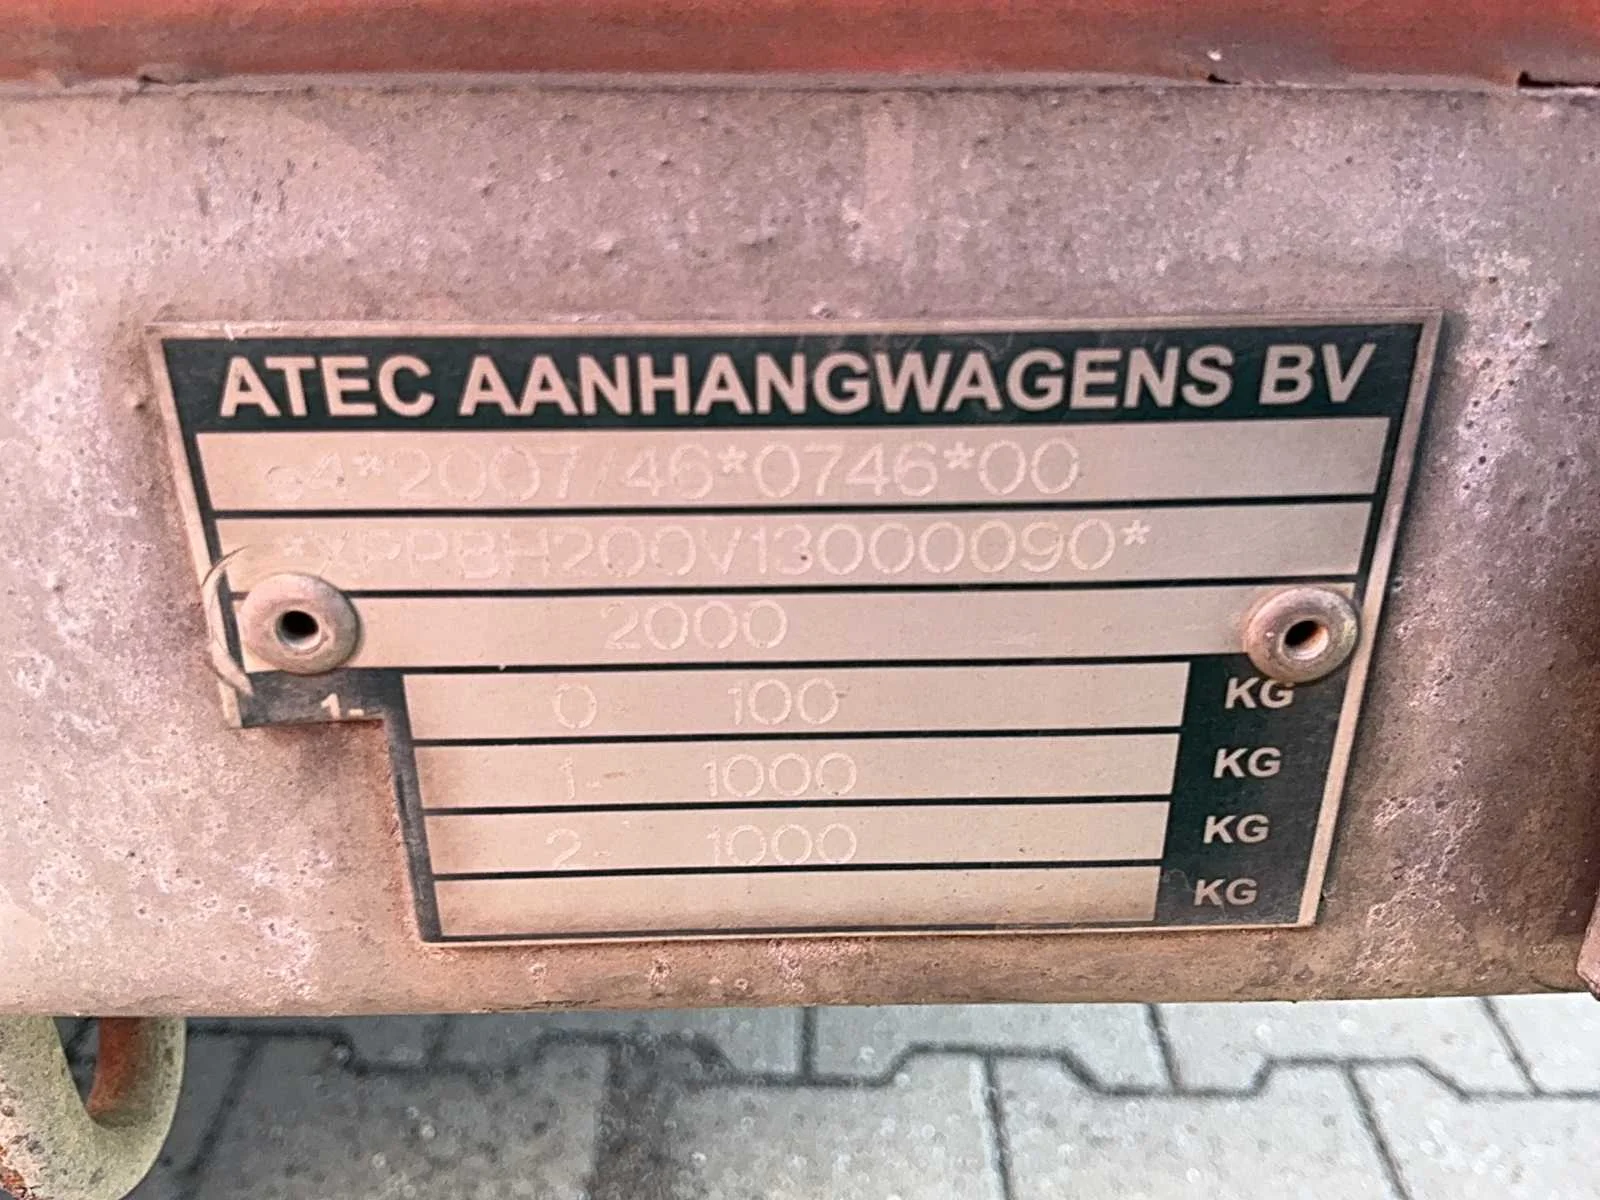 ATEC AANHANGWAGENS BV
e4*2007/46*0746*00
*XFPBH200V13000090*
2000
1- 0 100 KG
1- 1000 KG
2- 1000 KG
KG